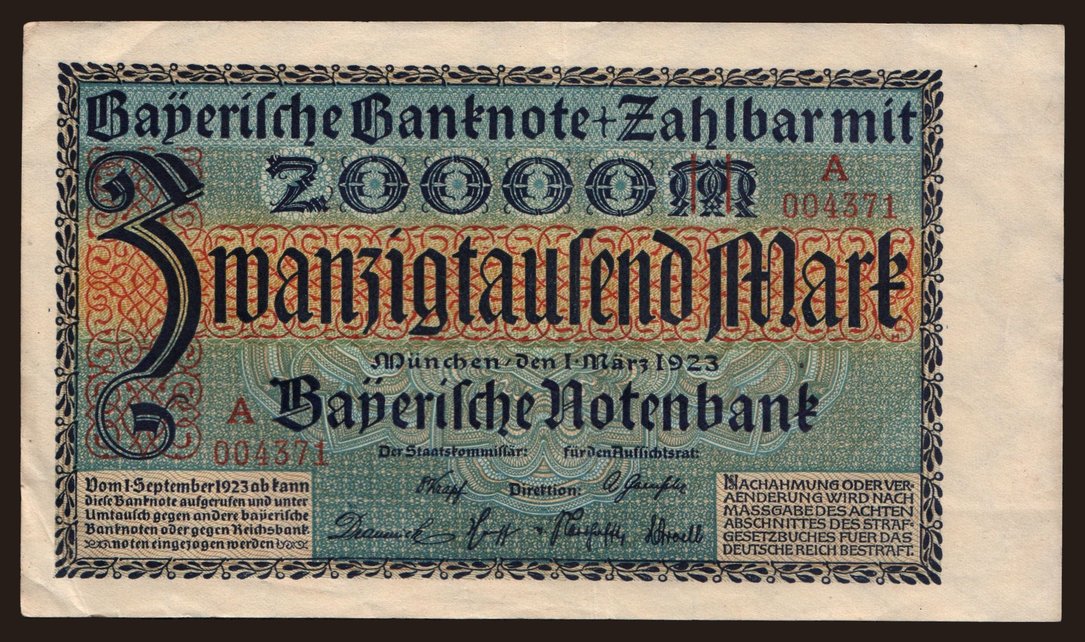 Bayerische Banknote + Zahlbar mit
20000 M
A
004371
Zwanzigtausend Mark
München, den 1. März 1923
Bayerische Notenbank
A
004371
Der Staatskommissär: für den Aufsichtsrat:
Direktion:
Vom 1. September 1923 ab kann
diese Banknote aufgerufen und unter
Umtausch gegen andere bayerische
Banknoten oder gegen Reichsbank
noten eingezogen werden
NACHAHMUNG ODER VER-
AENDERUNG WIRD NACH
MASSGABE DES ACHTEN
ABSCHNITTES DES STRAF-
GESETZBUCHES FUER DAS
DEUTSCHE REICH BESTRAFT.